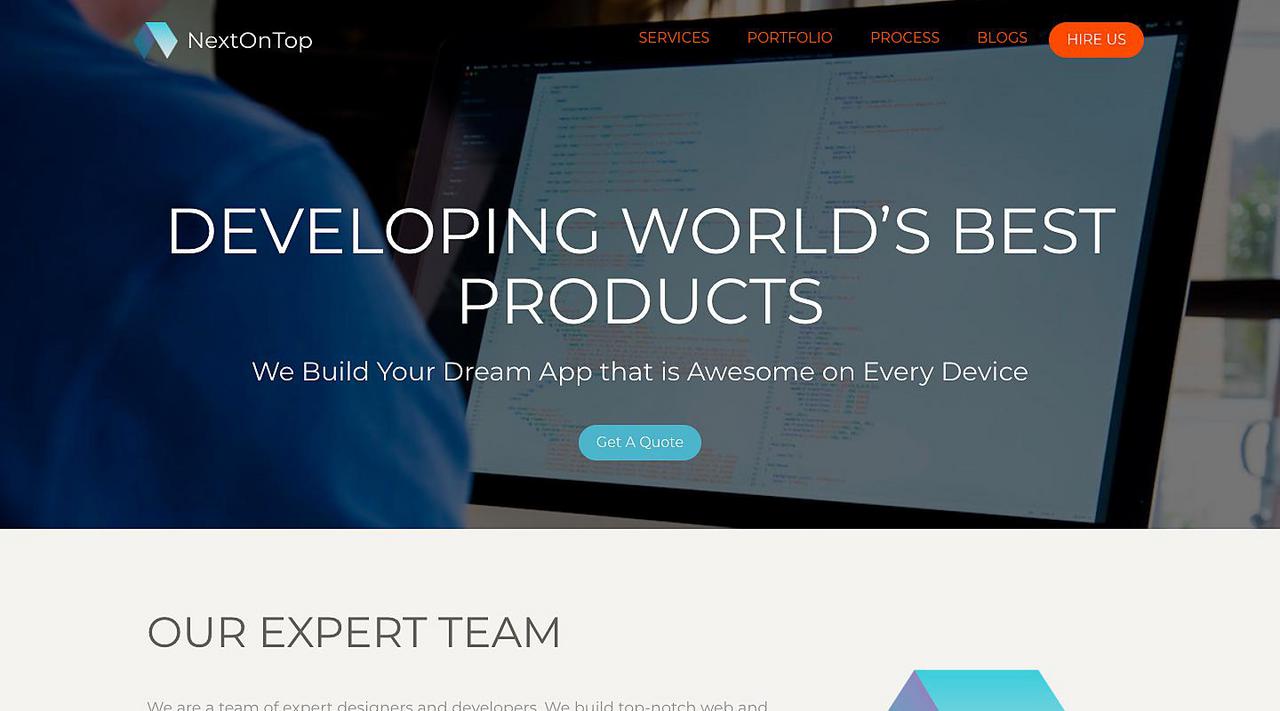 NextOnTop
SERVICES PORTFOLIO PROCESS BLOGS HIRE US
DEVELOPING WORLD’S BEST
PRODUCTS
We Build Your Dream App that is Awesome on Every Device
Get A Quote
OUR EXPERT TEAM
We are a team of expert designers and developers. We build top-notch web and